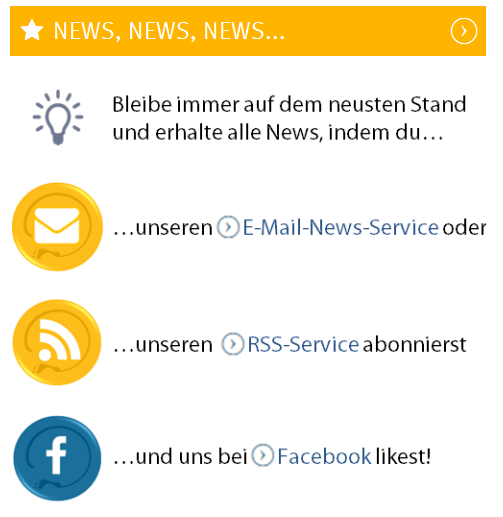 NEWS, NEWS, NEWS...
Bleibe immer auf dem neusten Stand
und erhalte alle News, indem du...
...unseren E-Mail-News-Service oder
...unseren RSS-Service abonnierst
...und uns bei Facebook likest!